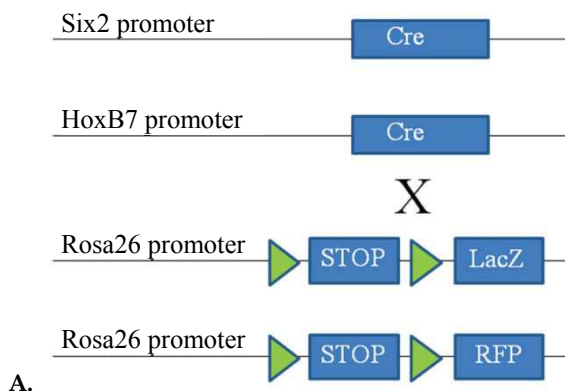 Six2 promoter
Cre
HoxB7 promoter
Cre
X
Rosa26 promoter
STOP
LacZ
Rosa26 promoter
STOP
RFP
A.